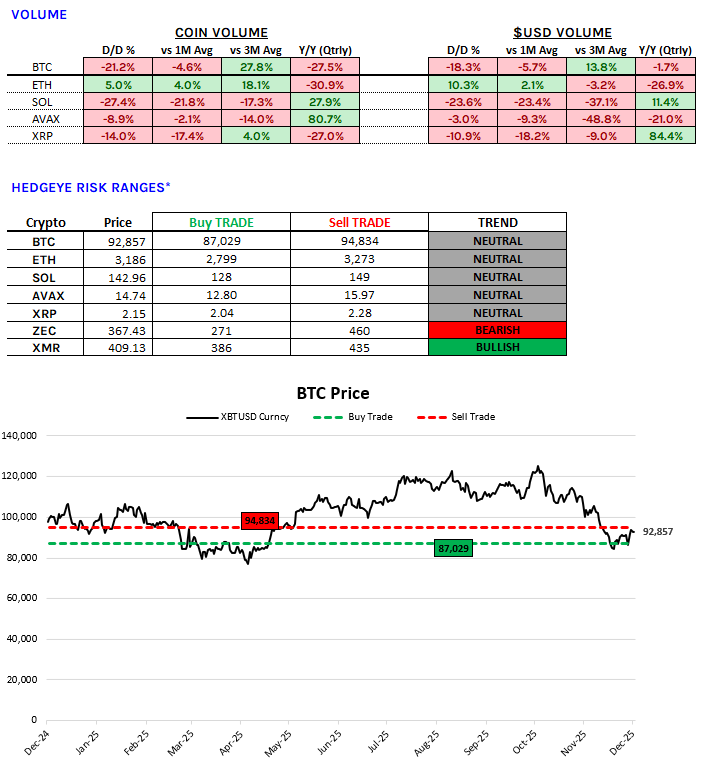 VOLUME
COIN VOLUME $USD VOLUME
D/D % vs 1M Avg vs 3M Avg Y/Y (Qtrly) D/D % vs 1M Avg vs 3M Avg Y/Y (Qtrly)
BTC -21.2% -4.6% 27.8% -27.5% -18.3% -5.7% 13.8% -1.7%
ETH 5.0% 4.0% 18.1% -30.9% 10.3% 2.1% -3.2% -26.9%
SOL -27.4% -21.8% -17.3% 27.9% -23.6% -23.4% -37.1% 11.4%
AVAX -8.9% -2.1% -14.0% 80.7% -3.0% -9.3% -48.8% -21.0%
XRP -14.0% -17.4% 4.0% -27.0% -10.9% -18.2% -9.0% 84.4%
HEDGEYE RISK RANGES*
Crypto Price Buy TRADE Sell TRADE TREND
BTC 92,857 87,029 94,834 NEUTRAL
ETH 3,186 2,799 3,273 NEUTRAL
SOL 142.96 128 149 NEUTRAL
AVAX 14.74 12.80 15.97 NEUTRAL
XRP 2.15 2.04 2.28 NEUTRAL
ZEC 367.43 271 460 BEARISH
XMR 409.13 386 435 BULLISH
BTC Price
XBTUSD Curncy Buy Trade Sell Trade
140,000
120,000
100,000
94,834
92,857
87,029
80,000
60,000
40,000
20,000
0
Dec-24 Jan-25 Feb-25 Mar-25 Apr-25 May-25 Jun-25 Jul-25 Aug-25 Sep-25 Oct-25 Nov-25 Dec-25